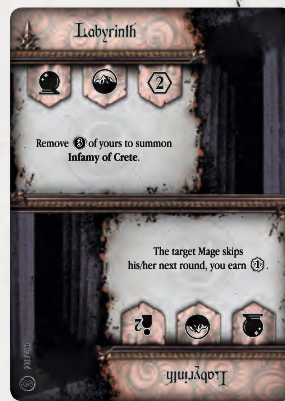 Labyrinth
2
Remove 8 of yours to summon
Infamy of Crete.
The target Mage skips
his/her next round, you earn 1.
2
Labyrinth